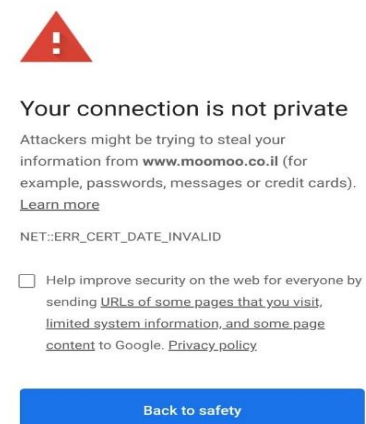 Your connection is not private
Attackers might be trying to steal your
information from www.moomoo.co.il (for
example, passwords, messages or credit cards).
Learn more
NET::ERR_CERT_DATE_INVALID
Help improve security on the web for everyone by
sending URLs of some pages that you visit,
limited system information, and some page
content to Google. Privacy policy
Back to safety